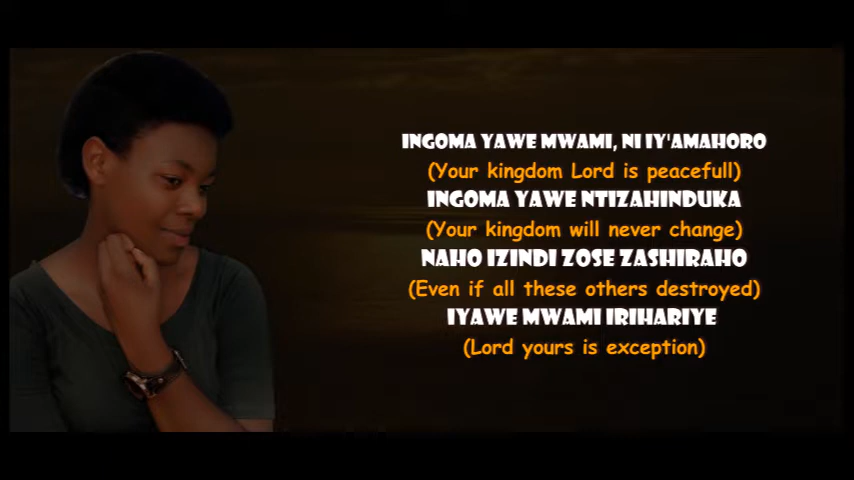 INGOMA YAWE MWAMI, NI IY'AMAHORO
(Your kingdom Lord is peacefull)
INGOMA YAWE NTIZAHINDUKA
(Your kingdom will never change)
NAHO IZINDI ZOSE ZASHIRAHO
(Even if all these others destroyed)
IYAWE MWAMI IRIHARIYE
(Lord yours is exception)